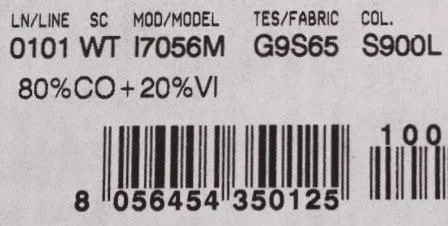 LN/LINE SC MOD/MODEL TES/FABRIC COL.
0101 WT I7056M G9S65 S900L
80%CO+20%VI
100
8 056454 350125